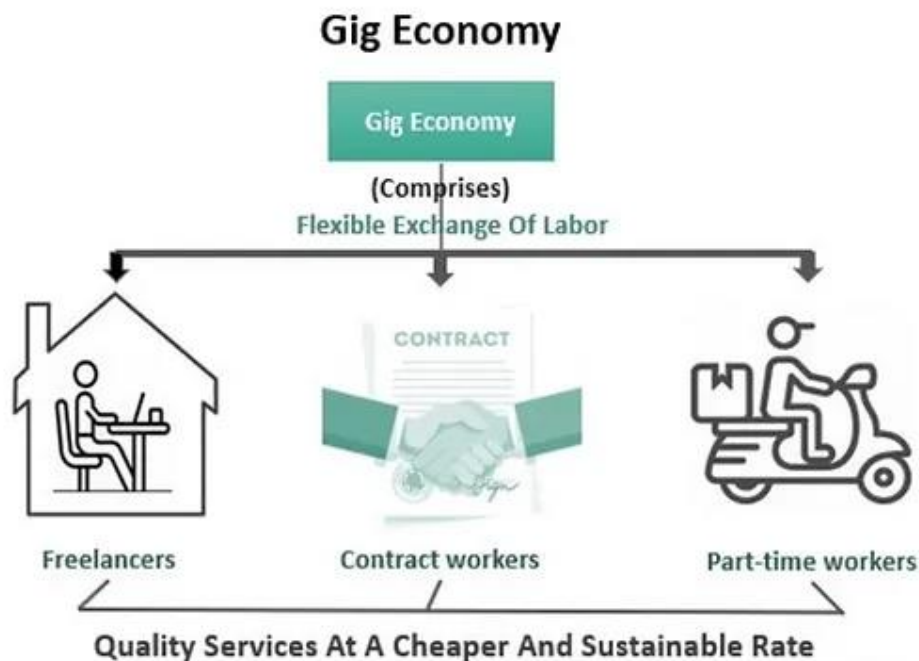 Gig Economy
Gig Economy
(Comprises)
Flexible Exchange Of Labor
CONTRACT
Sign
Freelancers
Contract workers
Part-time workers
Quality Services At A Cheaper And Sustainable Rate